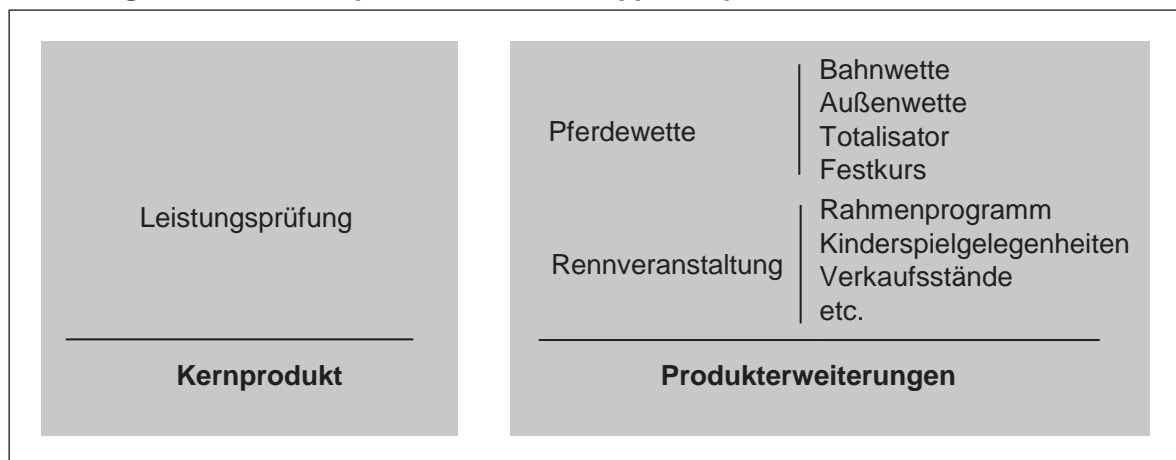 Leistungsprüfung
Kernprodukt
Pferdewette
Bahnwette
Außenwette
Totalisator
Festkurs
Rennveranstaltung
Rahmenprogramm
Kinderspielgelegenheiten
Verkaufsstände
etc.
Produkterweiterungen